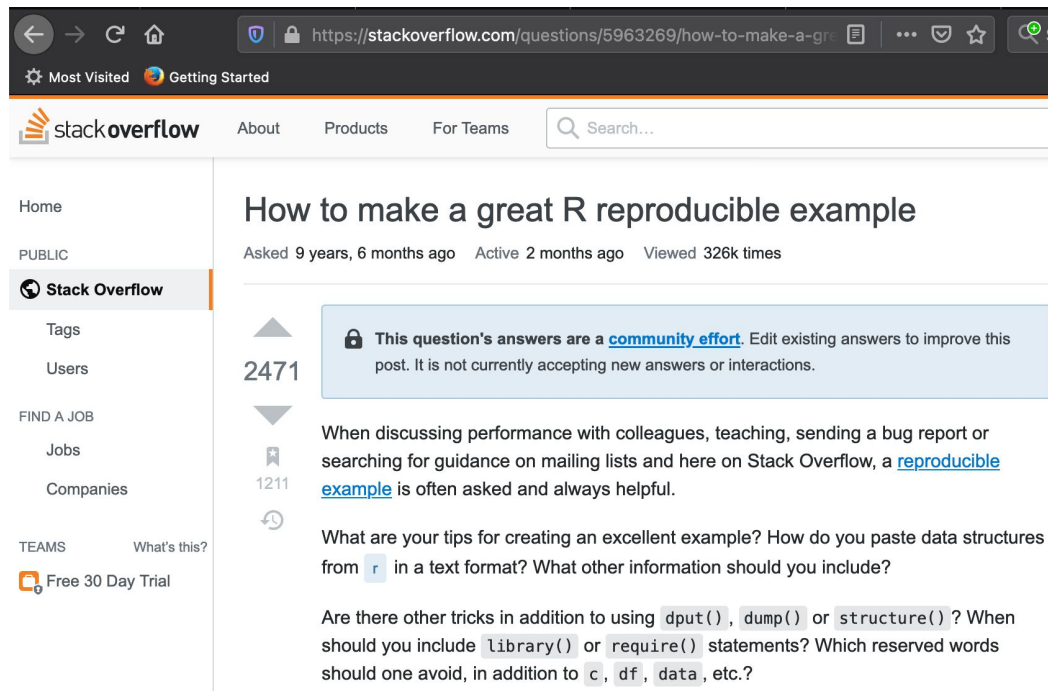 https://stackoverflow.com/questions/5963269/how-to-make-a-gre
Most Visited Getting Started
stackoverflow About Products For Teams Search...
Home
PUBLIC
Stack Overflow
Tags
Users
FIND A JOB
Jobs
Companies
TEAMS What's this?
Free 30 Day Trial
How to make a great R reproducible example
Asked 9 years, 6 months ago Active 2 months ago Viewed 326k times
2471
1211
This question's answers are a community effort. Edit existing answers to improve this
post. It is not currently accepting new answers or interactions.
When discussing performance with colleagues, teaching, sending a bug report or
searching for guidance on mailing lists and here on Stack Overflow, a reproducible
example is often asked and always helpful.
What are your tips for creating an excellent example? How do you paste data structures
from r in a text format? What other information should you include?
Are there other tricks in addition to using dput(), dump() or structure()? When
should you include library() or require() statements? Which reserved words
should one avoid, in addition to c, df, data, etc.?